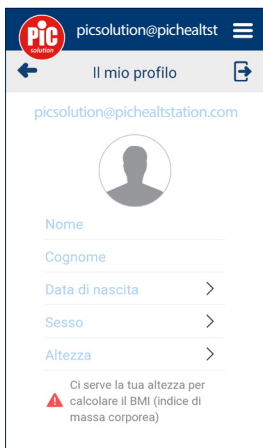 PiC
solution
picsolution@pichealtst
Il mio profilo
picsolution@pichealtstation.com
Nome
Cognome
Data di nascita
Sesso
Altezza
Ci serve la tua altezza per
calcolare il BMI (indice di
massa corporea)